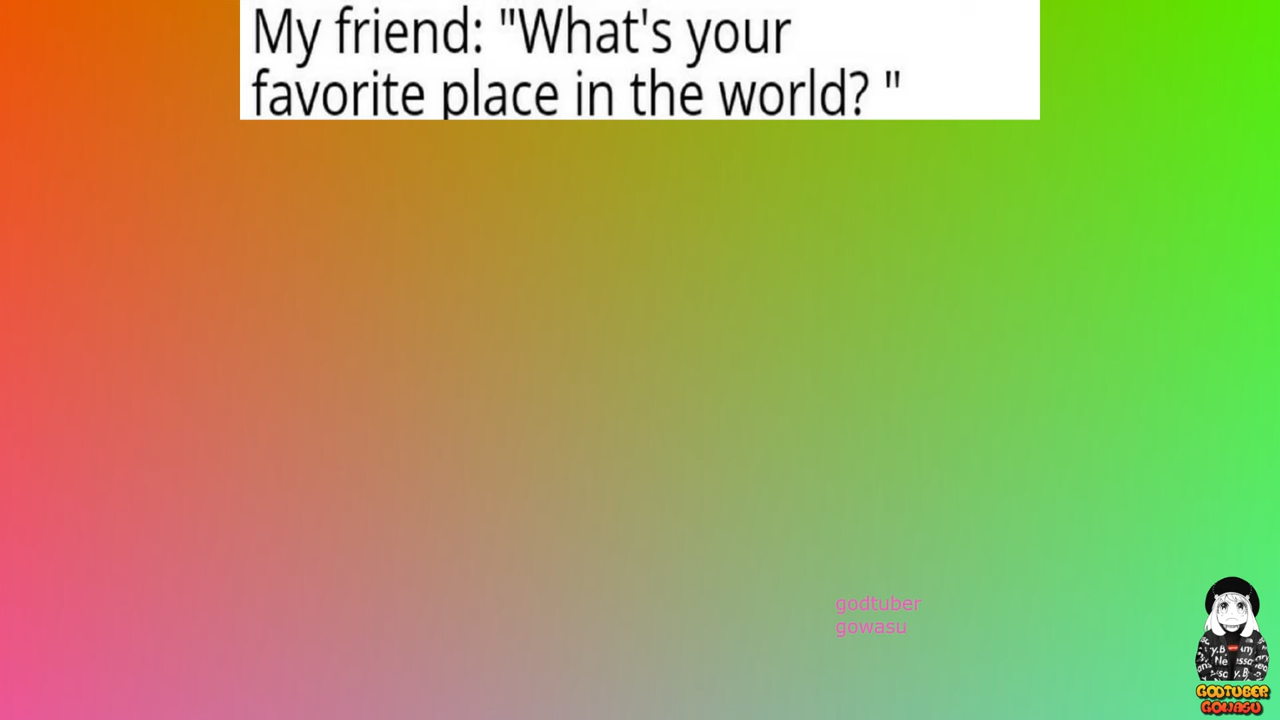 My friend: "What's your
favorite place in the world? "
godtuber
gowasu
GODTUBER
GOWASU